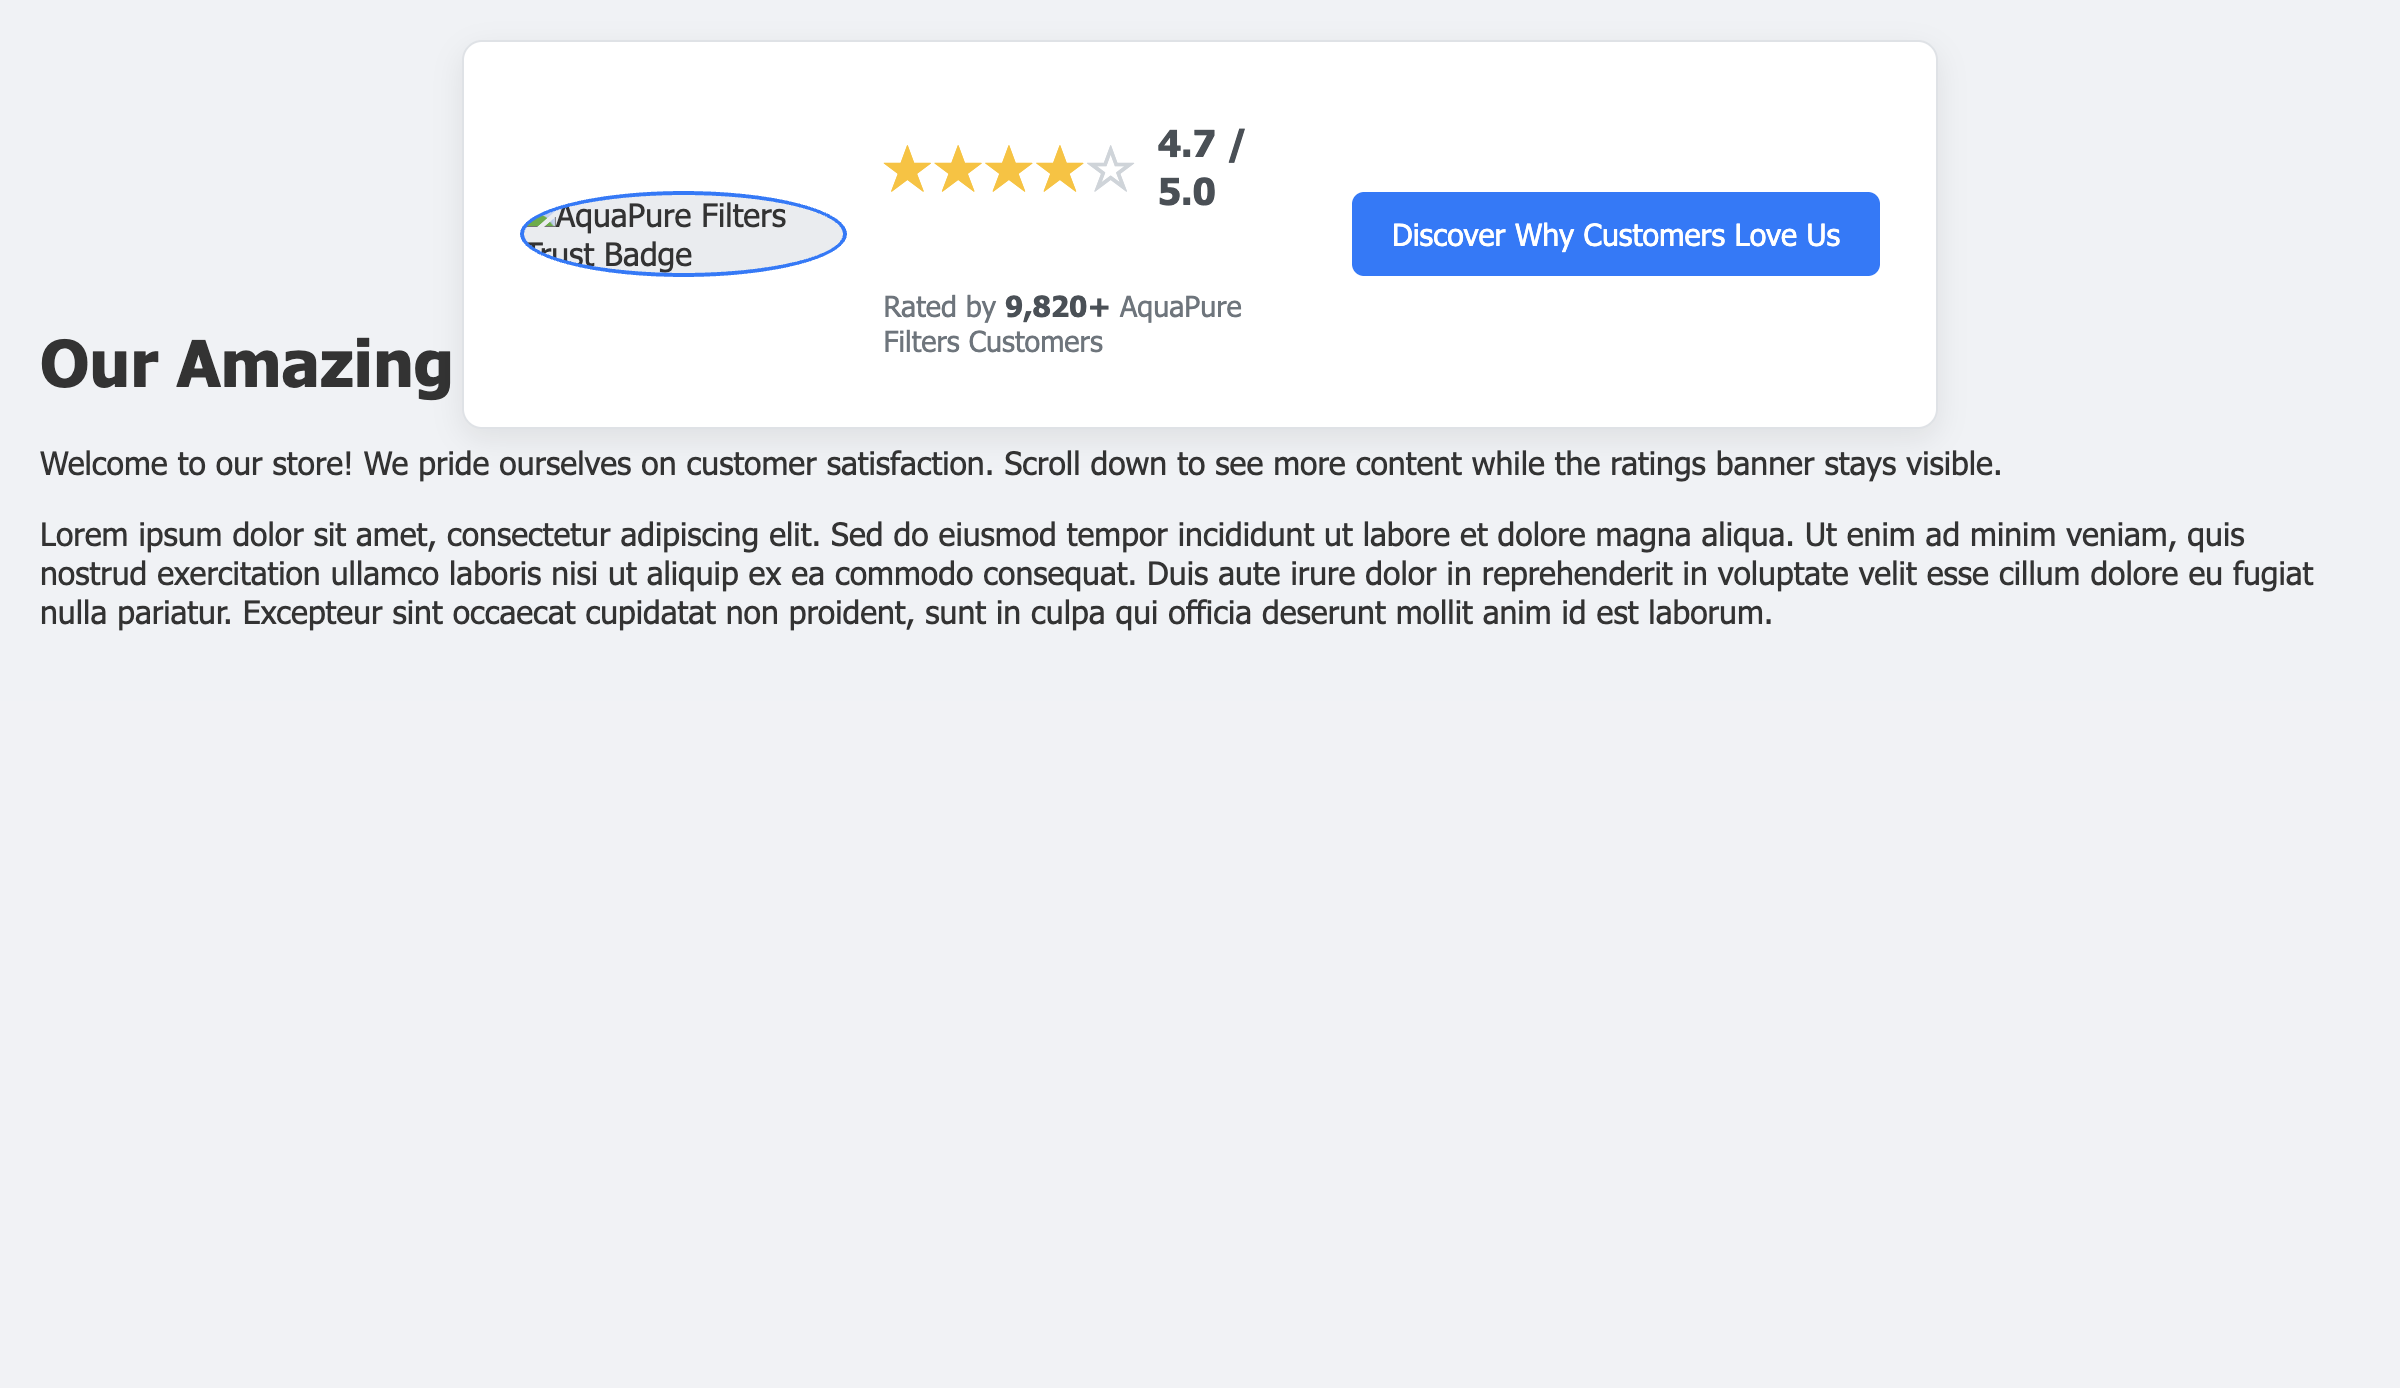 4.7 /
5.0
AquaPure Filters
Trust Badge
Discover Why Customers Love Us
Rated by 9,820+ AquaPure
Filters Customers
Our Amazing
Welcome to our store! We pride ourselves on customer satisfaction. Scroll down to see more content while the ratings banner stays visible.
Lorem ipsum dolor sit amet, consectetur adipiscing elit. Sed do eiusmod tempor incididunt ut labore et dolore magna aliqua. Ut enim ad minim veniam, quis
nostrud exercitation ullamco laboris nisi ut aliquip ex ea commodo consequat. Duis aute irure dolor in reprehenderit in voluptate velit esse cillum dolore eu fugiat
nulla pariatur. Excepteur sint occaecat cupidatat non proident, sunt in culpa qui officia deserunt mollit anim id est laborum.